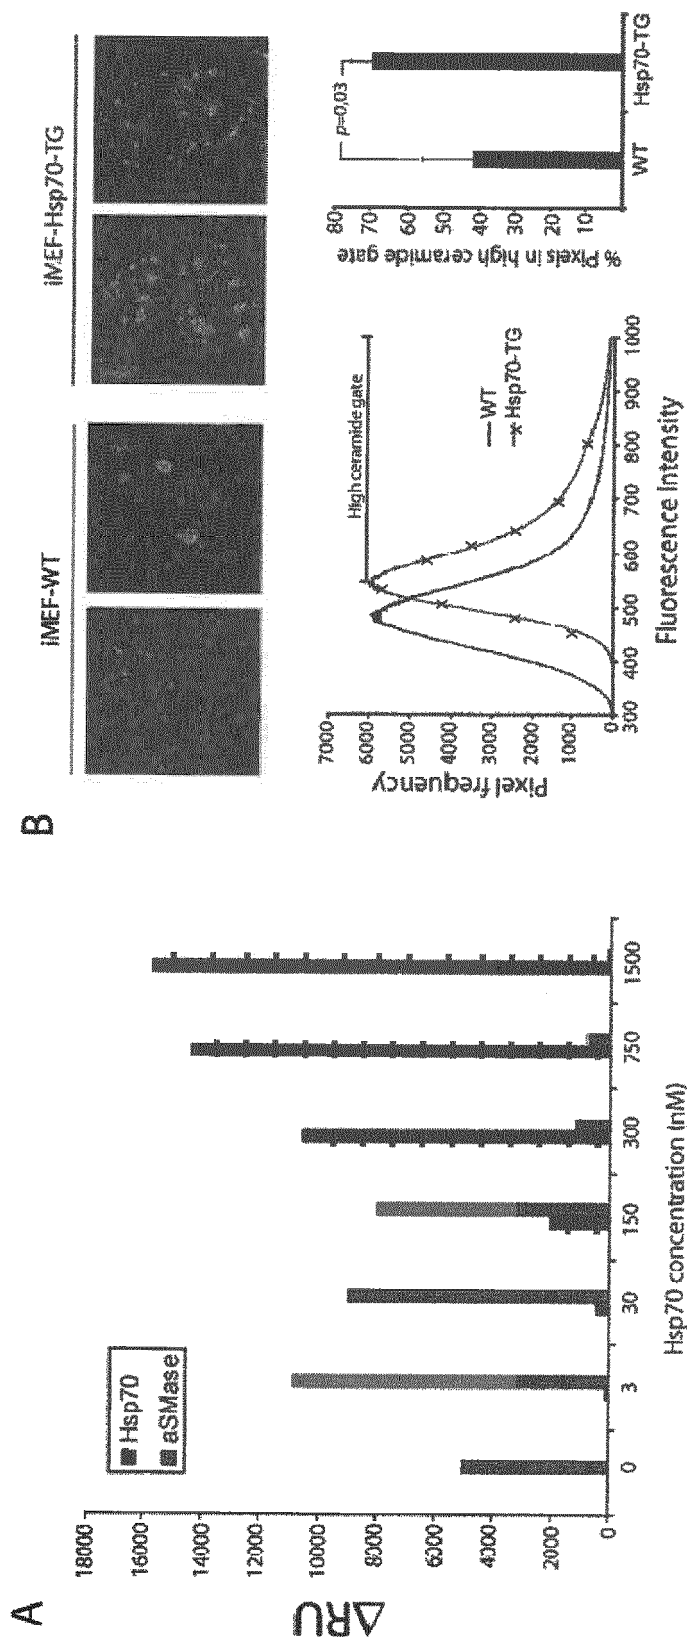 A
ΔRU
18000
16000
14000
12000
10000
8000
6000
4000
2000
0
Hsp70
aSMase
0 3 30 150 300 750 1500
Hsp70 concentration (nM)
B
iMEF-WT
iMEF-Hsp70-TG
Pixel frequency
7000
6000
5000
4000
3000
2000
1000
0
High ceramide gate
WT
Hsp70-TG
300 400 500 600 700 800 900 1000
Fluorescence Intensity
% Pixels in high ceramide gate
80
70
60
50
40
30
20
10
p=0,03
WT Hsp70-TG